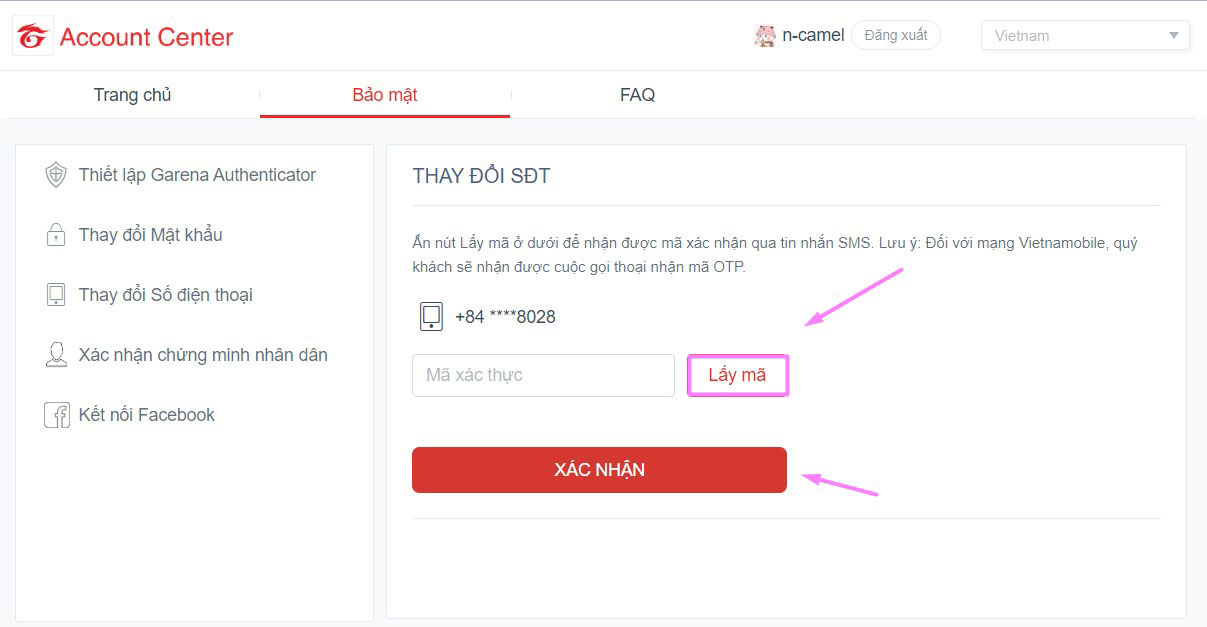 Account Center
n-camel
Đăng xuất
Vietnam
Trang chủ
Bảo mật
FAQ
Thiết lập Garena Authenticator
Thay đổi Mật khẩu
Thay đổi Số điện thoại
Xác nhận chứng minh nhân dân
Kết nối Facebook
THAY ĐỔI SĐT
Ấn nút Lấy mã ở dưới để nhận được mã xác nhận qua tin nhắn SMS. Lưu ý: Đối với mạng Vietnamobile, quý
khách sẽ nhận được cuộc gọi thoại nhận mã OTP.
+84 ****8028
Mã xác thực
Lấy mã
XÁC NHẬN